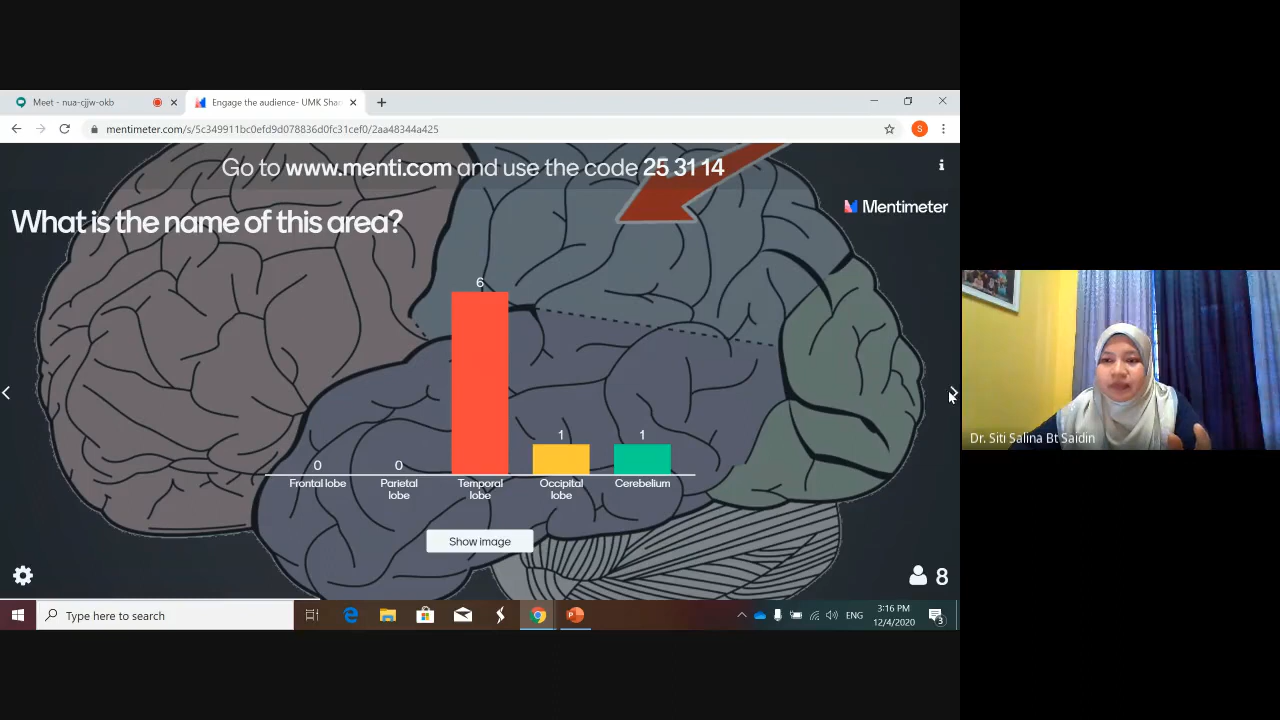 Meet - nua-cjjw-okb
Engage the audience- UMK Sha
mentimeter.com/s/5c349911bc0efd9d078836d0fc31cef0/2aa48344a425
S
Go to www.menti.com and use the code 25 31 14
i
Mentimeter
What is the name of this area?
6
0
0
1
1
Frontal lobe
Parietal
lobe
Temporal
lobe
Occipital
lobe
Cerebelium
Show image
8
Dr. Siti Salina Bt Saidin
Type here to search
ENG
3:16 PM
12/4/2020
3